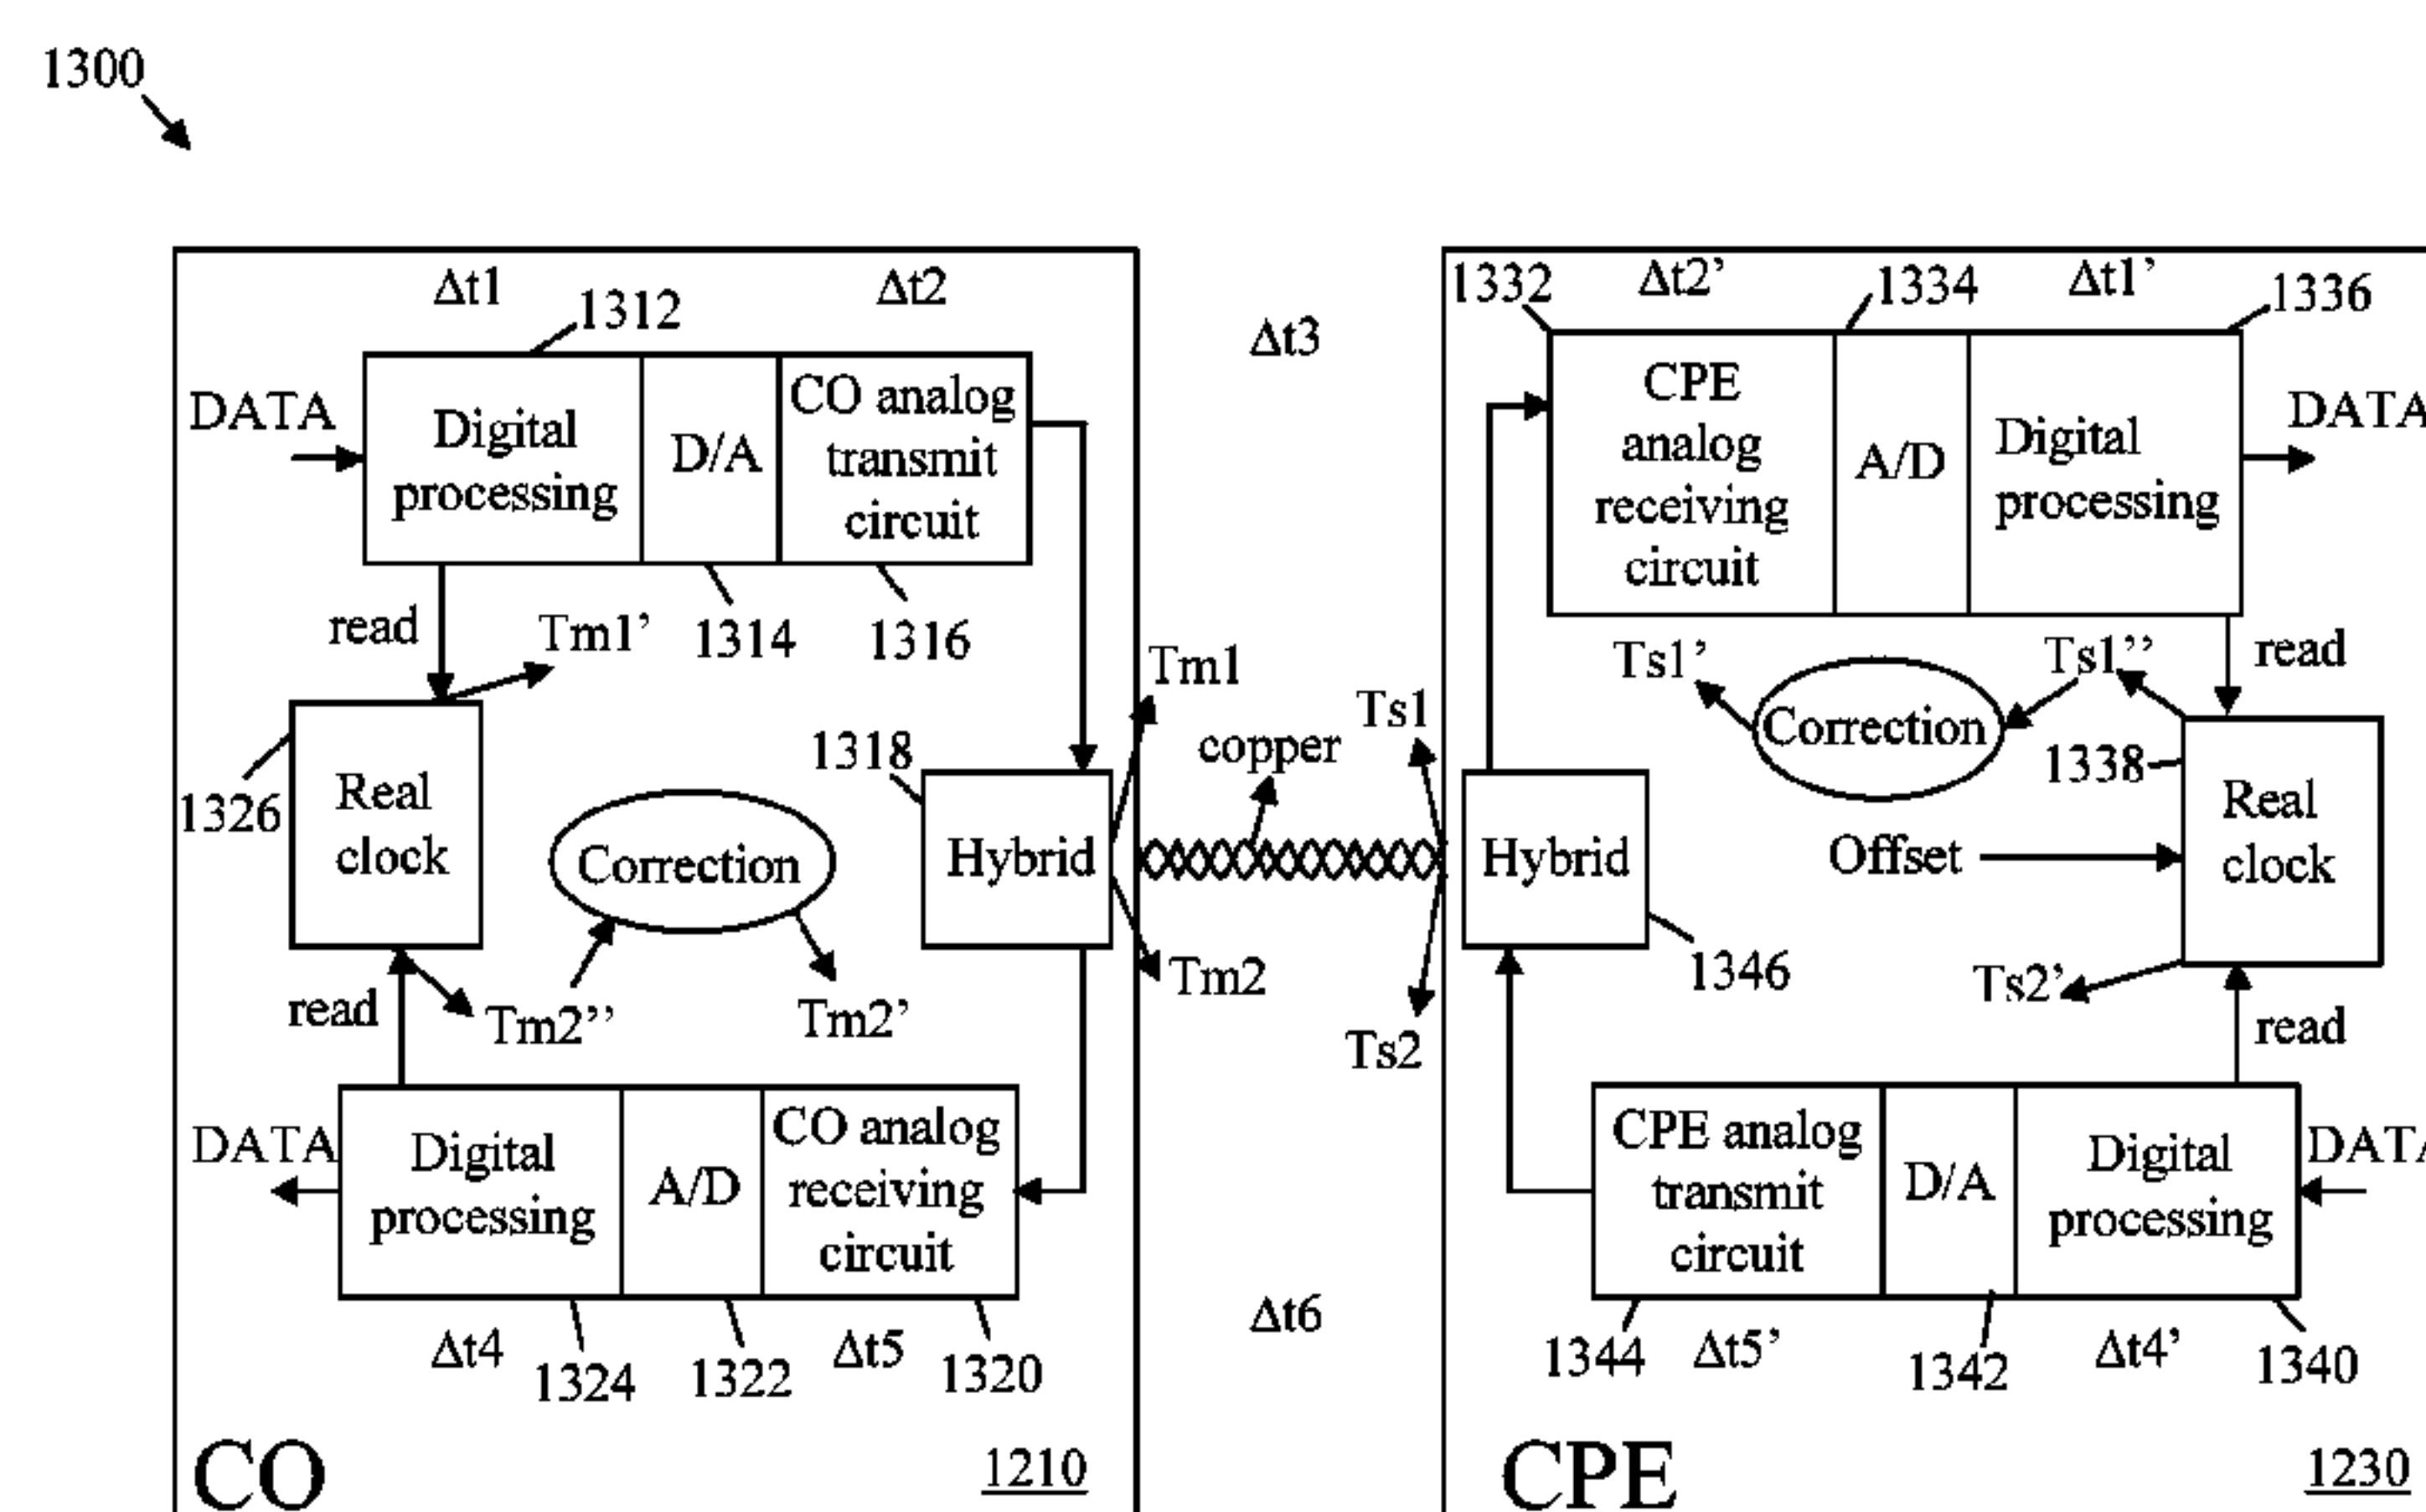 1300
Δt1
Δt2
1312
Δt3
1332
Δt2’
1334
Δt1’
1336
DATA
Digital
processing
D/A
CO analog
transmit
circuit
CPE
analog
receiving
circuit
A/D
Digital
processing
DATA
read
Tm1’
1314
1316
Tm1
Ts1’
Ts1’’
read
1326
Real
clock
Correction
1318
Hybrid
copper
Ts1
Hybrid
Correction
1338
Offset
Real
clock
1346
read
Tm2’’
Tm2’
Tm2
Ts2
Ts2’
read
DATA
Digital
processing
A/D
CO analog
receiving
circuit
CPE analog
transmit
circuit
D/A
Digital
processing
Δt4
1324
1322
Δt5
1320
Δt6
1344
Δt5’
1342
Δt4’
1340
CO
1210
CPE
1230